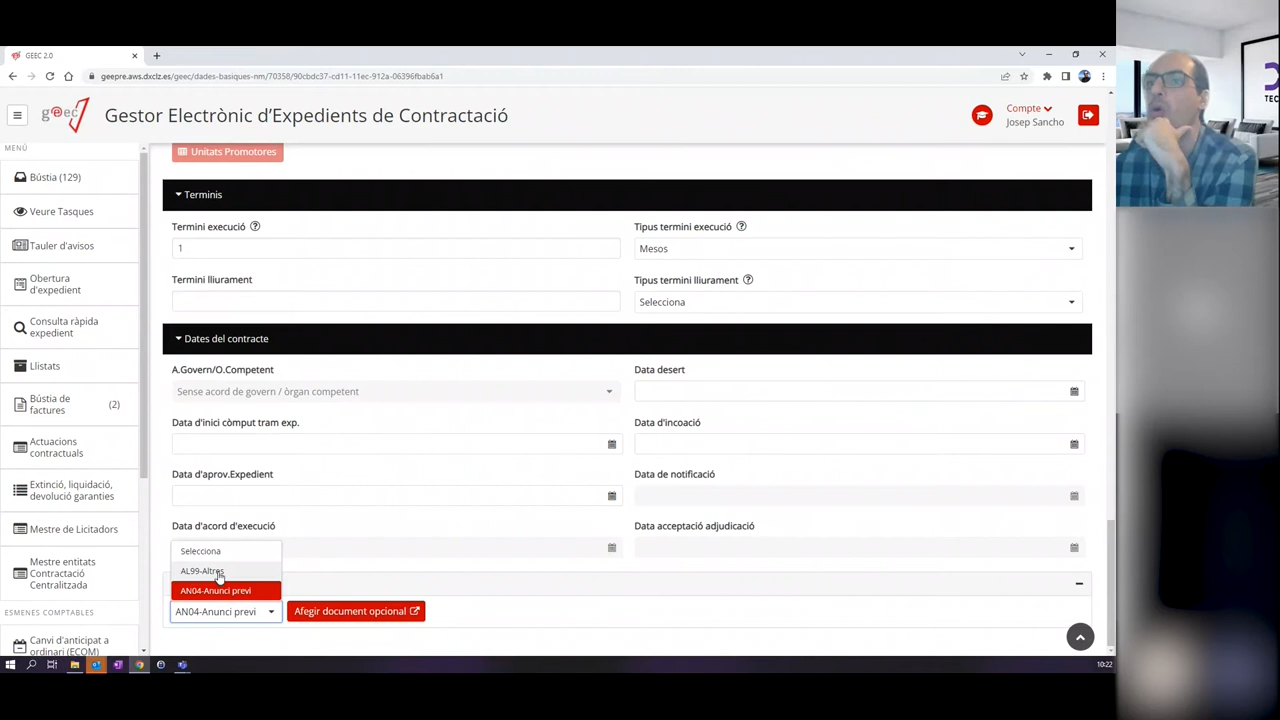 GEEC 2.0
geepre.aws.dxclz.es/geec/dades-basiques-nm/70358/90cbdc37-cd11-11ec-912a-06396fbab6a1
geec
Gestor Electrònic d'Expedients de Contractació
Compte
Josep Sancho
MENÚ
Bústia (129)
Veure Tasques
Tauler d'avisos
Obertura
d'expedient
Consulta ràpida
expedient
Llistats
Bústia de
factures
(2)
Actuacions
contractuals
Extinció, liquidació,
devolució garanties
Mestre de Licitadors
Mestre entitats
Contractació
Centralitzada
ESMENES COMPTABLES
Canvi d'anticipat a
ordinari (ECOM)
Unitats Promotores
Terminis
Termini execució
Tipus termini execució
1
Mesos
Termini lliurament
Tipus termini lliurament
Selecciona
Dates del contracte
A.Govern/O.Competent
Data desert
Sense acord de govern / òrgan competent
Data d'inici còmput tram exp.
Data d'incoació
Data d'aprov.Expedient
Data de notificació
Data d'acord d'execució
Data acceptació adjudicació
Selecciona
AL99-Altres
AN04-Anunci previ
AN04-Anunci previ
Afegir document opcional
10:22
TEC